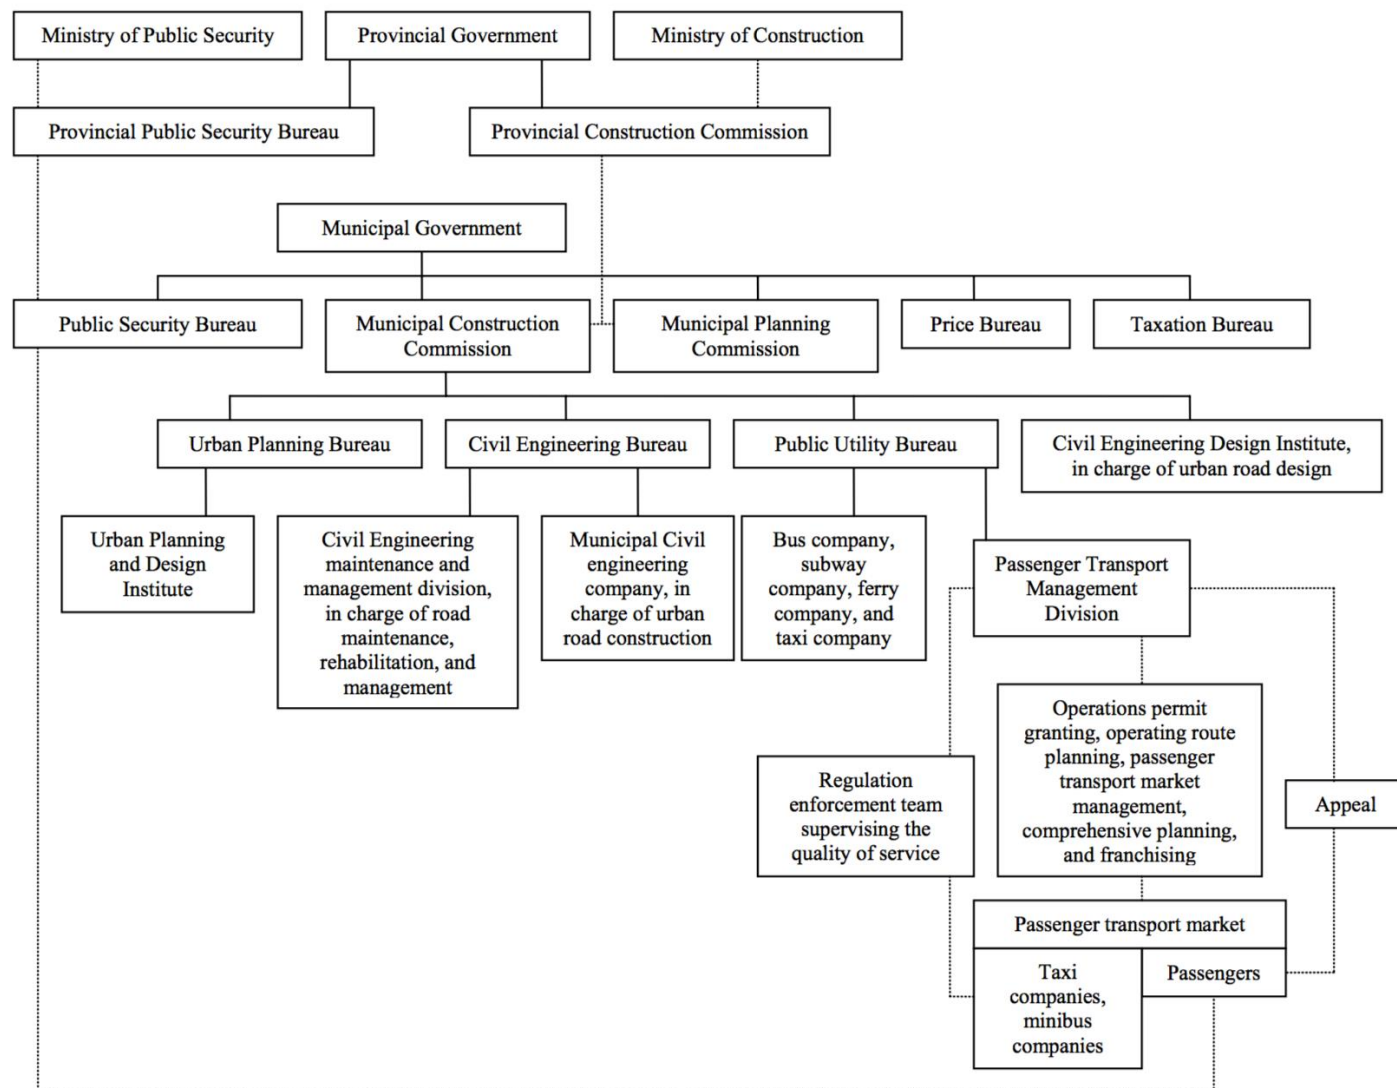 Ministry of Public Security
Provincial Government
Ministry of Construction
Provincial Public Security Bureau
Provincial Construction Commission
Municipal Government
Public Security Bureau
Municipal Construction
Commission
Municipal Planning
Commission
Price Bureau
Taxation Bureau
Urban Planning Bureau
Civil Engineering Bureau
Public Utility Bureau
Civil Engineering Design Institute,
in charge of urban road design
Urban Planning
and Design
Institute
Civil Engineering
maintenance and
management division,
in charge of road
maintenance,
rehabilitation, and
management
Municipal Civil
engineering
company, in
charge of urban
road construction
Bus company,
subway
company, ferry
company, and
taxi company
Passenger Transport
Management
Division
Regulation
enforcement team
supervising the
quality of service
Operations permit
granting, operating route
planning, passenger
transport market
management,
comprehensive planning,
and franchising
Appeal
Passenger transport market
Taxi
companies,
minibus
companies
Passengers